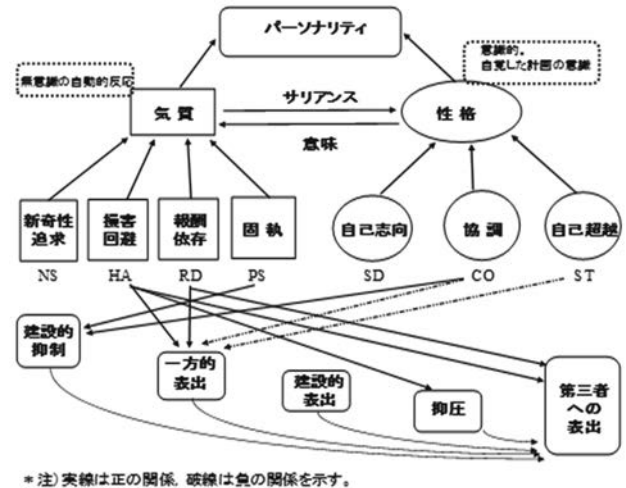 パーソナリティ
意識的。
自覚した計画の意識
無意識の自動的反応
気質
サリアンス
性格
意味
新奇性
追求
損害
回避
報酬
依存
固執
自己志向
協調
自己超越
NS
HA
RD
PS
SD
CO
ST
建設的
抑制
一方的
表出
建設的
表出
抑圧
第三者
への
表出
*注)実線は正の関係, 破線は負の関係を示す。